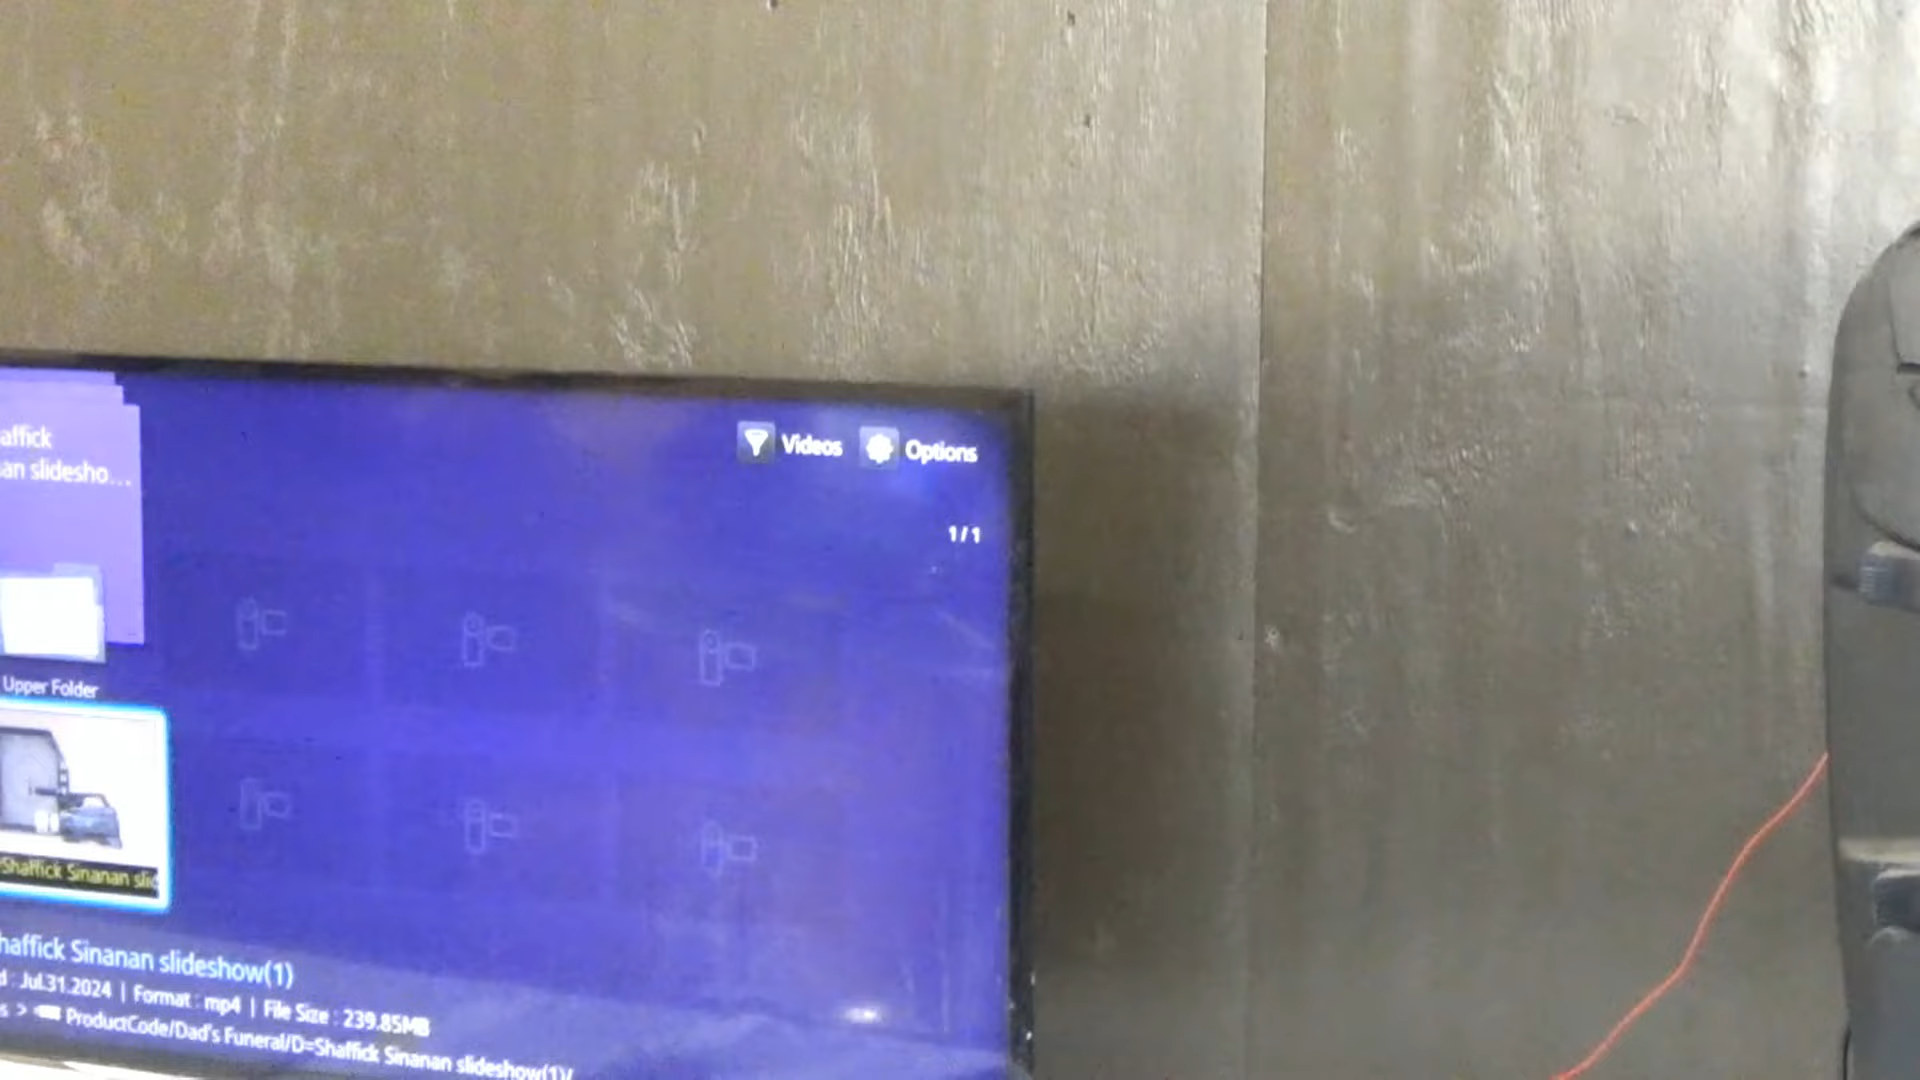 affick
an slidesho...
Videos
Options
1/1
Upper Folder
Shaffick Sinanan slid
haffick Sinanan slideshow(1)
d : Jul.31.2024 | Format : mp4 | File Size : 239.85MB
s > ProductCode/Dad's Funeral/D=Shaffick Sinanan slideshow(1)/